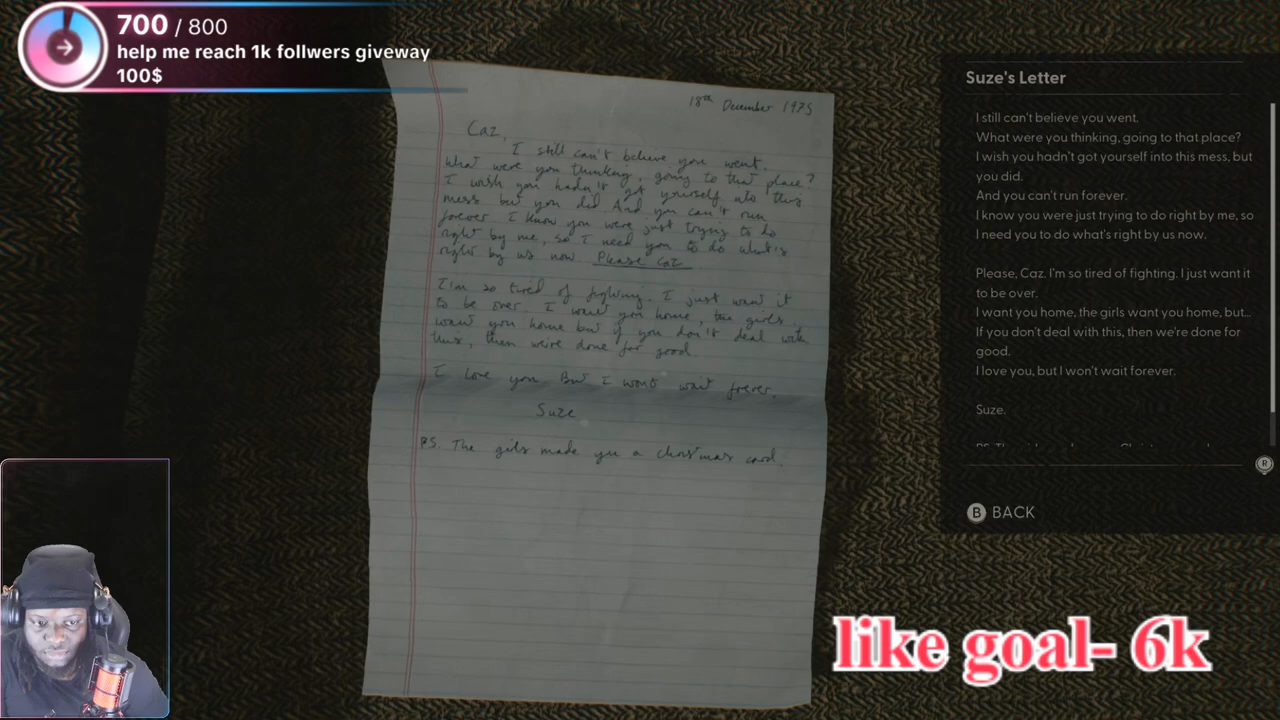 700 / 800
help me reach 1k follwers giveway
100$
18th December 1975
Caz,
I still can't believe you went.
What were you thinking, going to that place?
I wish you hadn't got yourself into this
mess but you did. And you can't run
forever I know you were just trying to do
right by me, so I need you to do what's
right by us now Please Caz
I'm so tired of fighting. I just want it
to be over. I want you home, the girls
want you home but if you don't deal with
this, then we're done for good.
I love you But I wont wait forever.
Suze
P.S. The girls made you a christmas card.
Suze's Letter
I still can't believe you went.
What were you thinking, going to that place?
I wish you hadn't got yourself into this mess, but
you did.
And you can't run forever.
I know you were just trying to do right by me, so
I need you to do what's right by us now.
Please, Caz. I'm so tired of fighting. I just want it
to be over.
I want you home, the girls want you home, but...
If you don't deal with this, then we're done for
good.
I love you, but I won't wait forever.
Suze.
R
B BACK
like goal- 6k